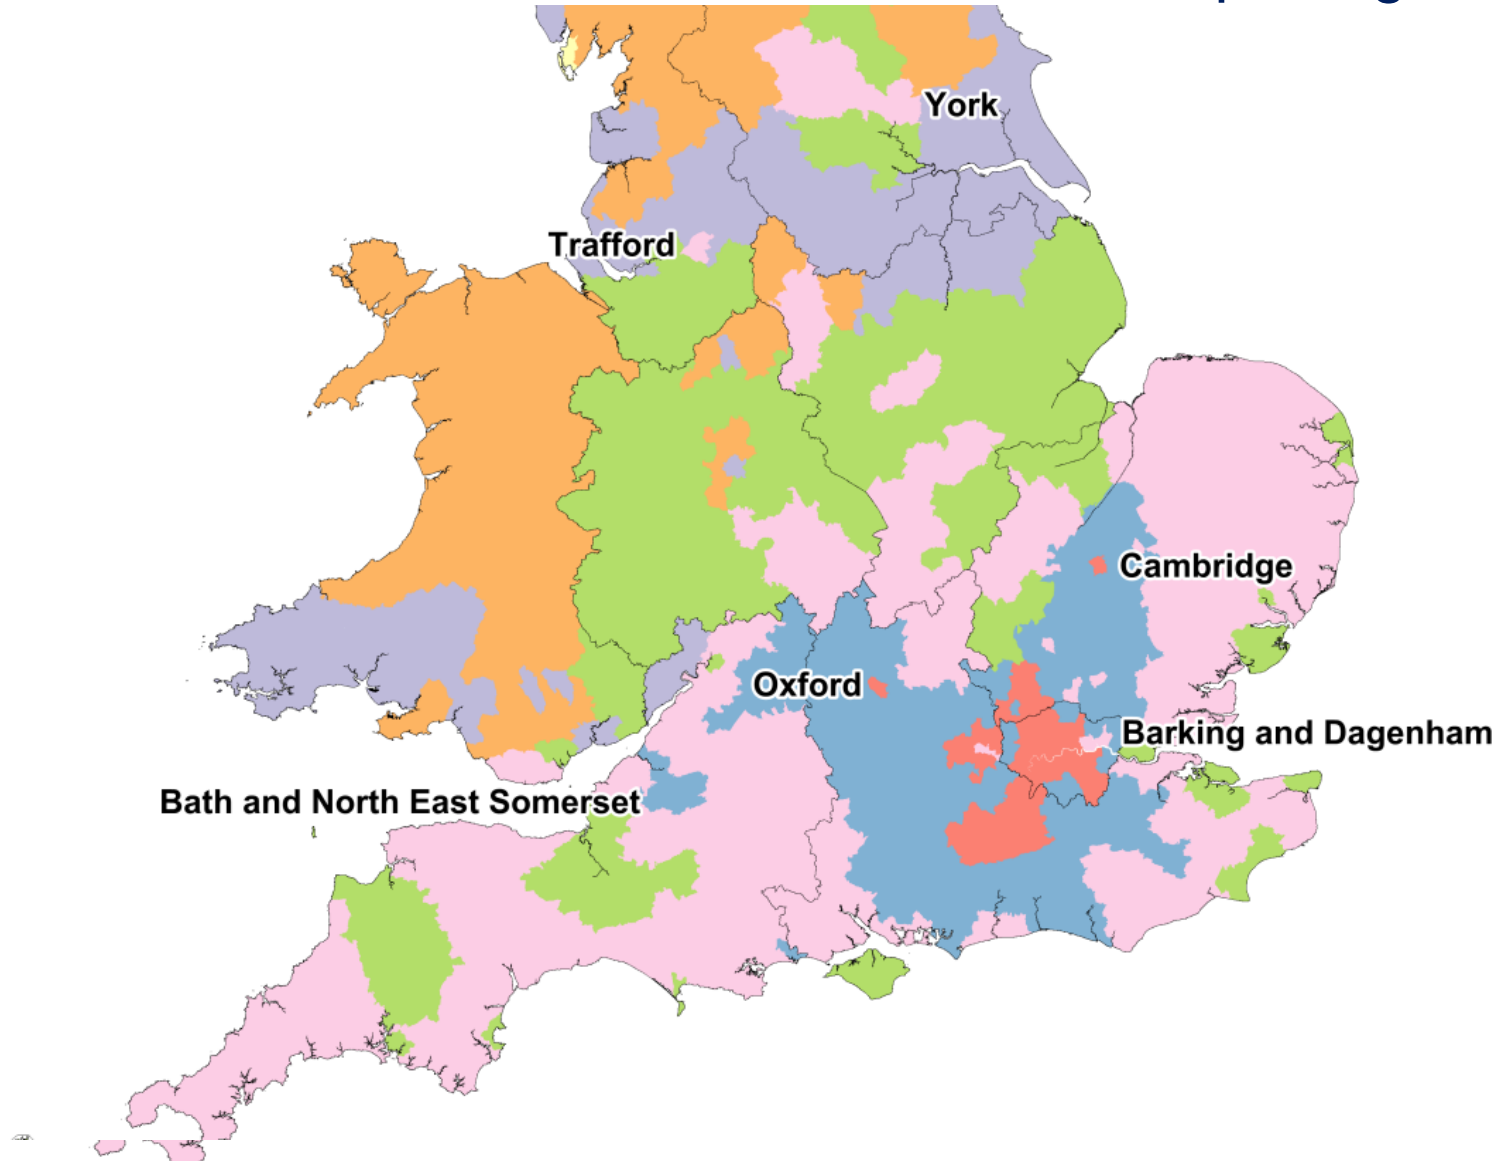 York
Trafford
Cambridge
Oxford
Barking and Dagenham
Bath and North East Somerset